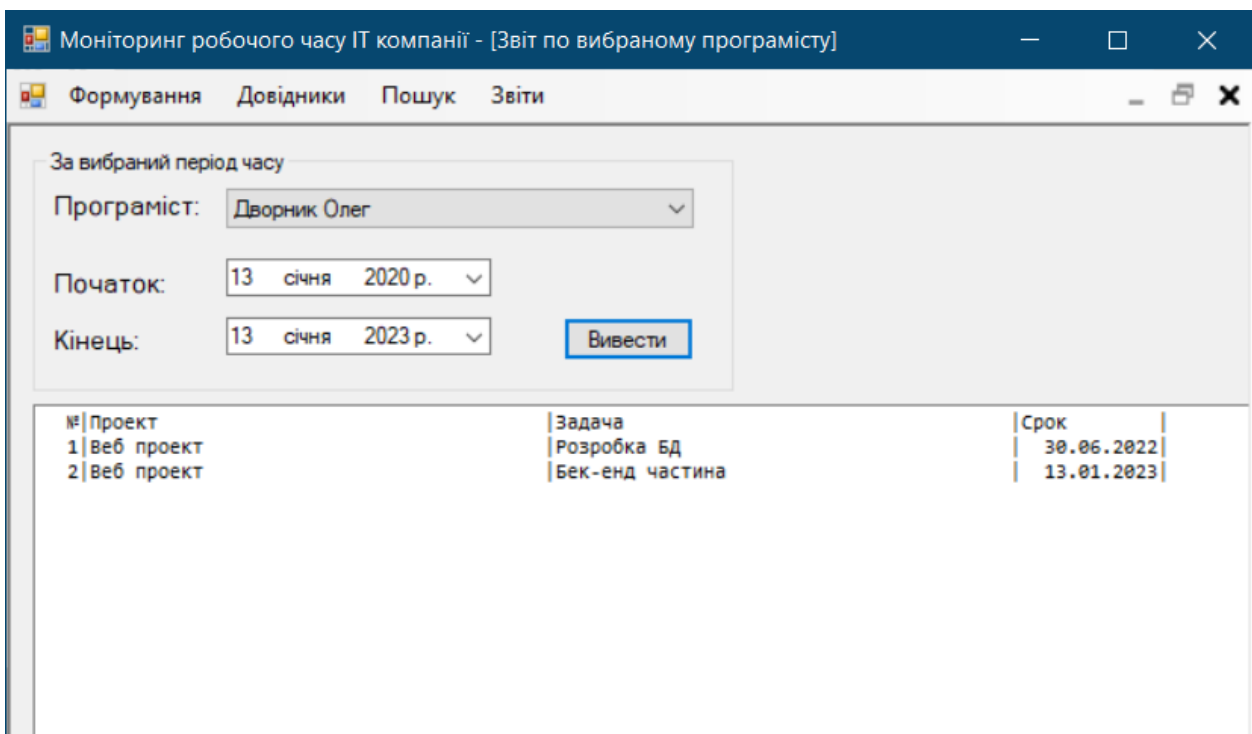 Моніторинг робочого часу ІТ компанії - [Звіт по вибраному програмісту]
Формування Довідники Пошук Звіти
За вибраний період часу
Програміст: Дворник Олег
Початок: 13 січня 2020 р.
Кінець: 13 січня 2023 р. Вивести
№|Проект |Задача |Срок |
1|Веб проект |Розробка БД | 30.06.2022|
2|Веб проект |Бек-енд частина | 13.01.2023|